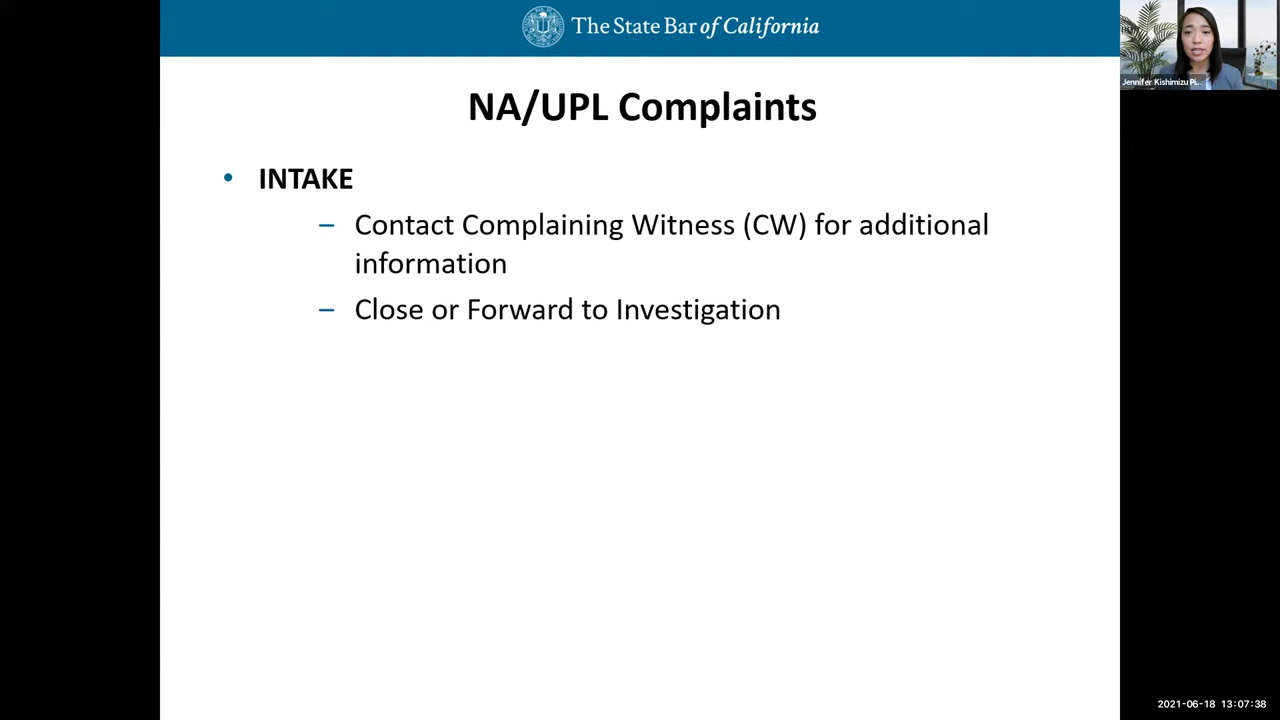 The State Bar of California
Jennifer Kishimizu Pi...
NA/UPL Complaints
• INTAKE
– Contact Complaining Witness (CW) for additional
information
– Close or Forward to Investigation
2021-06-18 13:07:38